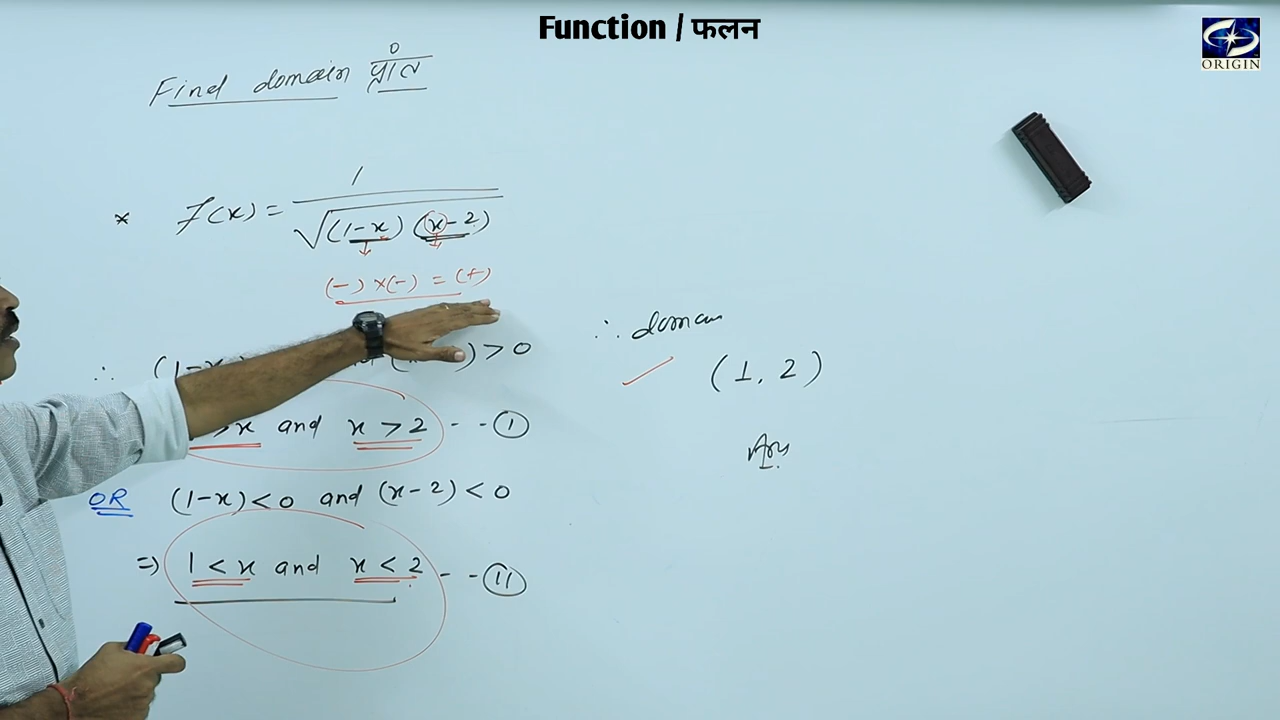 Function / फलन
ORIGIN
Find domain प्रांत
* f(x) = 1 / √(1-x) (x-2)
(-) x (-) = (+)
∴ (1-x) > 0
>x and x > 2 - - (I)
OR (1-x) < 0 and (x-2) < 0
=> 1 < x and x < 2 - - (II)
∴ domain
(1, 2)
Ans